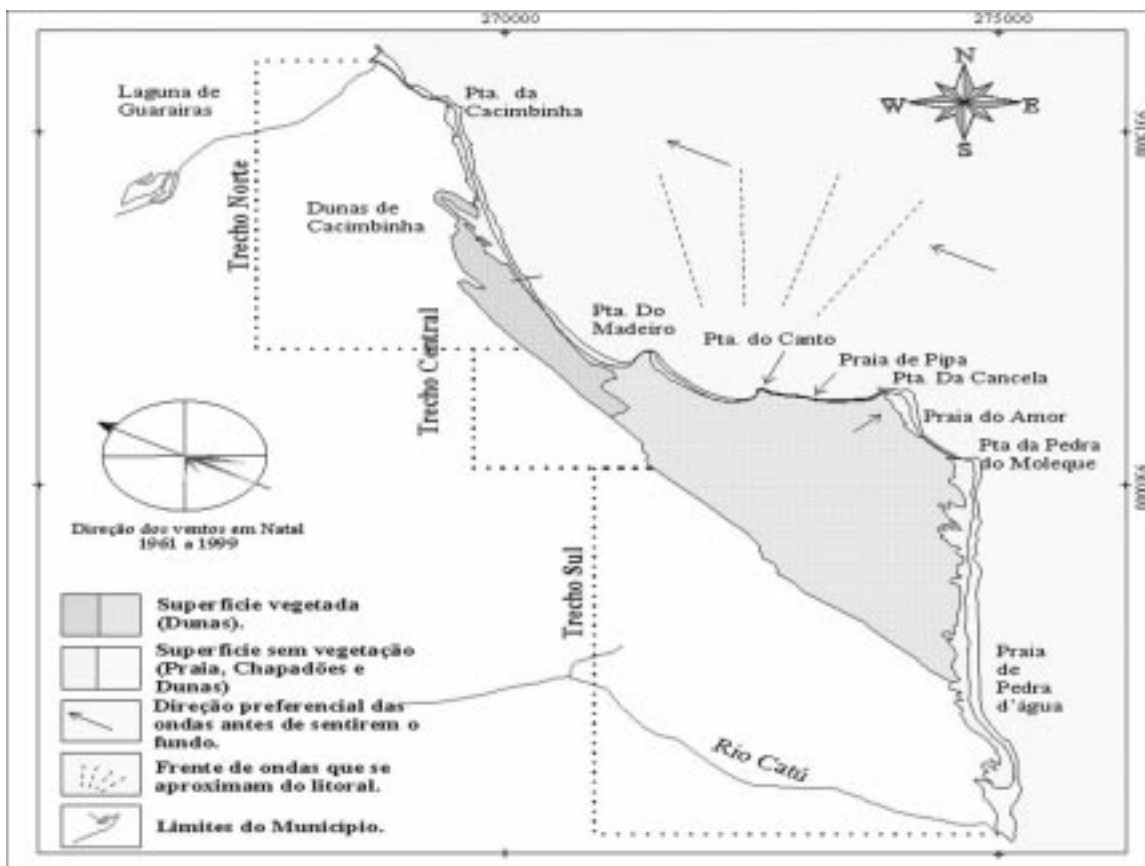 270000
275000
N
W
E
S
Laguna de
Guarairas
Pta. da
Cacimbinha
Trecho Norte
Dunas de
Cacimbinha
Pta. Do
Madeiro
Pta. do Canto
Praia de Pipa
Pta. Da Cancela
Praia do Amor
Pta da Pedra
do Moleque
Trecho Central
Direção dos ventos em Natal
1961 a 1999
Trecho Sul
Praia
de
Pedra
d'água
Rio Catú
Superficie vegetada
(Dunas).
Superficie sem vegetação
(Praia, Chapadões e
Dunas)
Direção preferencial das
ondas antes de sentirem o
fundo.
Frente de ondas que se
aproximam do litoral.
Límites do Município.